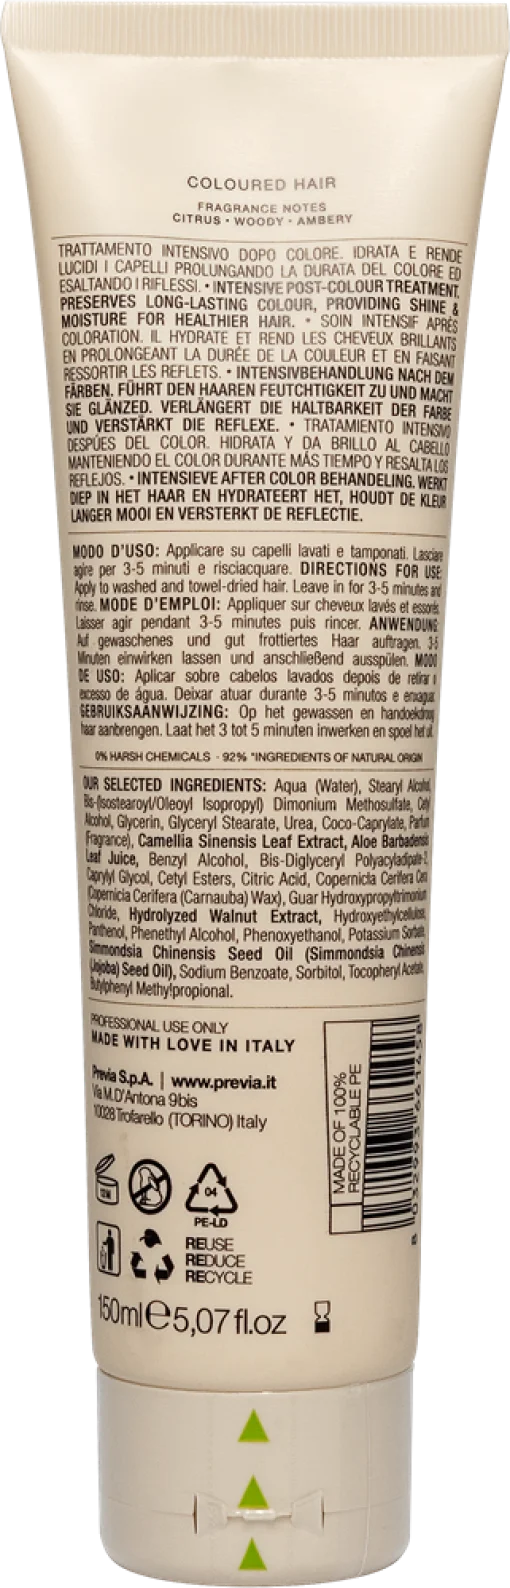 COLOURED HAIR
FRAGRANCE NOTES
CITRUS • WOODY • AMBERY
TRATTAMENTO INTENSIVO DOPO COLORE. IDRATA E RENDE
LUCIDI I CAPELLI PROLUNGANDO LA DURATA DEL COLORE ED
ESALTANDO I RIFLESSI. • INTENSIVE POST-COLOUR TREATMENT.
PRESERVES LONG-LASTING COLOUR, PROVIDING SHINE &
MOISTURE FOR HEALTHIER HAIR. • SOIN INTENSIF APRÈS
COLORATION. IL HYDRATE ET REND LES CHEVEUX BRILLANTS
EN PROLONGEANT LA DURÉE DE LA COULEUR ET EN FAISANT
RESSORTIR LES REFLETS. • INTENSIVBEHANDLUNG NACH DEM
FÄRBEN. FÜHRT DEN HAAREN FEUTCHTIGKEIT ZU UND MACHT
SIE GLÄNZED. VERLÄNGERT DIE HALTBARKEIT DER FARBE
UND VERSTÄRKT DIE REFLEXE. • TRATAMIENTO INTENSIVO
DESPÚES DEL COLOR. HIDRATA Y DA BRILLO AL CABELLO
MANTENIENDO EL COLOR DURANTE MÁS TIEMPO Y RESALTA LOS
REFLEJOS. • INTENSIEVE AFTER COLOR BEHANDELING. WERKT
DIEP IN HET HAAR EN HYDRATEERT HET, HOUDT DE KLEUR
LANGER MOOI EN VERSTERKT DE REFLECTIE.
MODO D'USO: Applicare su capelli lavati e tamponati. Lasciare
agire per 3-5 minuti e risciacquare. DIRECTIONS FOR USE:
Apply to washed and towel-dried hair. Leave in for 3-5 minutes and
rinse. MODE D'EMPLOI: Appliquer sur cheveux lavés et essorés.
Laisser agir pendant 3-5 minutes puis rincer. ANWENDUNG:
Auf gewaschenes und gut frottiertes Haar auftragen. 3-5
Minuten einwirken lassen und anschließend ausspülen. MODO
DE USO: Aplicar sobre cabelos lavados depois de retirar o
excesso de água. Deixar atuar durante 3-5 minutos e enxaguar.
GEBRUIKSAANWIJZING: Op het gewassen en handoekdroog
haar aanbrengen. Laat het 3 tot 5 minuten inwerken en spoel het uit.
0% HARSH CHEMICALS - 92% *INGREDIENTS OF NATURAL ORIGIN
OUR SELECTED INGREDIENTS: Aqua (Water), Stearyl Alcohol,
Bis-(Isostearoyl/Oleoyl Isopropyl) Dimonium Methosulfate, Cetyl
Alcohol, Glycerin, Glyceryl Stearate, Urea, Coco-Caprylate, Parfum
(Fragrance), Camellia Sinensis Leaf Extract, Aloe Barbadensis
Leaf Juice, Benzyl Alcohol, Bis-Diglyceryl Polyacyladipate-2,
Caprylyl Glycol, Cetyl Esters, Citric Acid, Copernicia Cerifera Cera
(Copernicia Cerifera (Carnauba) Wax), Guar Hydroxypropyltrimonium
Chloride, Hydrolyzed Walnut Extract, Hydroxyethylcellulose,
Panthenol, Phenethyl Alcohol, Phenoxyethanol, Potassium Sorbate,
Simmondsia Chinensis Seed Oil (Simmondsia Chinensis
(Jojoba) Seed Oil), Sodium Benzoate, Sorbitol, Tocopheryl Acetate,
Butylphenyl Methylpropional.
PROFESSIONAL USE ONLY
MADE WITH LOVE IN ITALY
Previa S.p.A. | www.previa.it
Via M.D'Antona 9bis
10028 Trofarello (TORINO) Italy
MADE OF 100%
RECYCLABLE PE
8 032993 661458
12M
04
PE-LD
REUSE
REDUCE
RECYCLE
150ml e 5,07 fl.oz